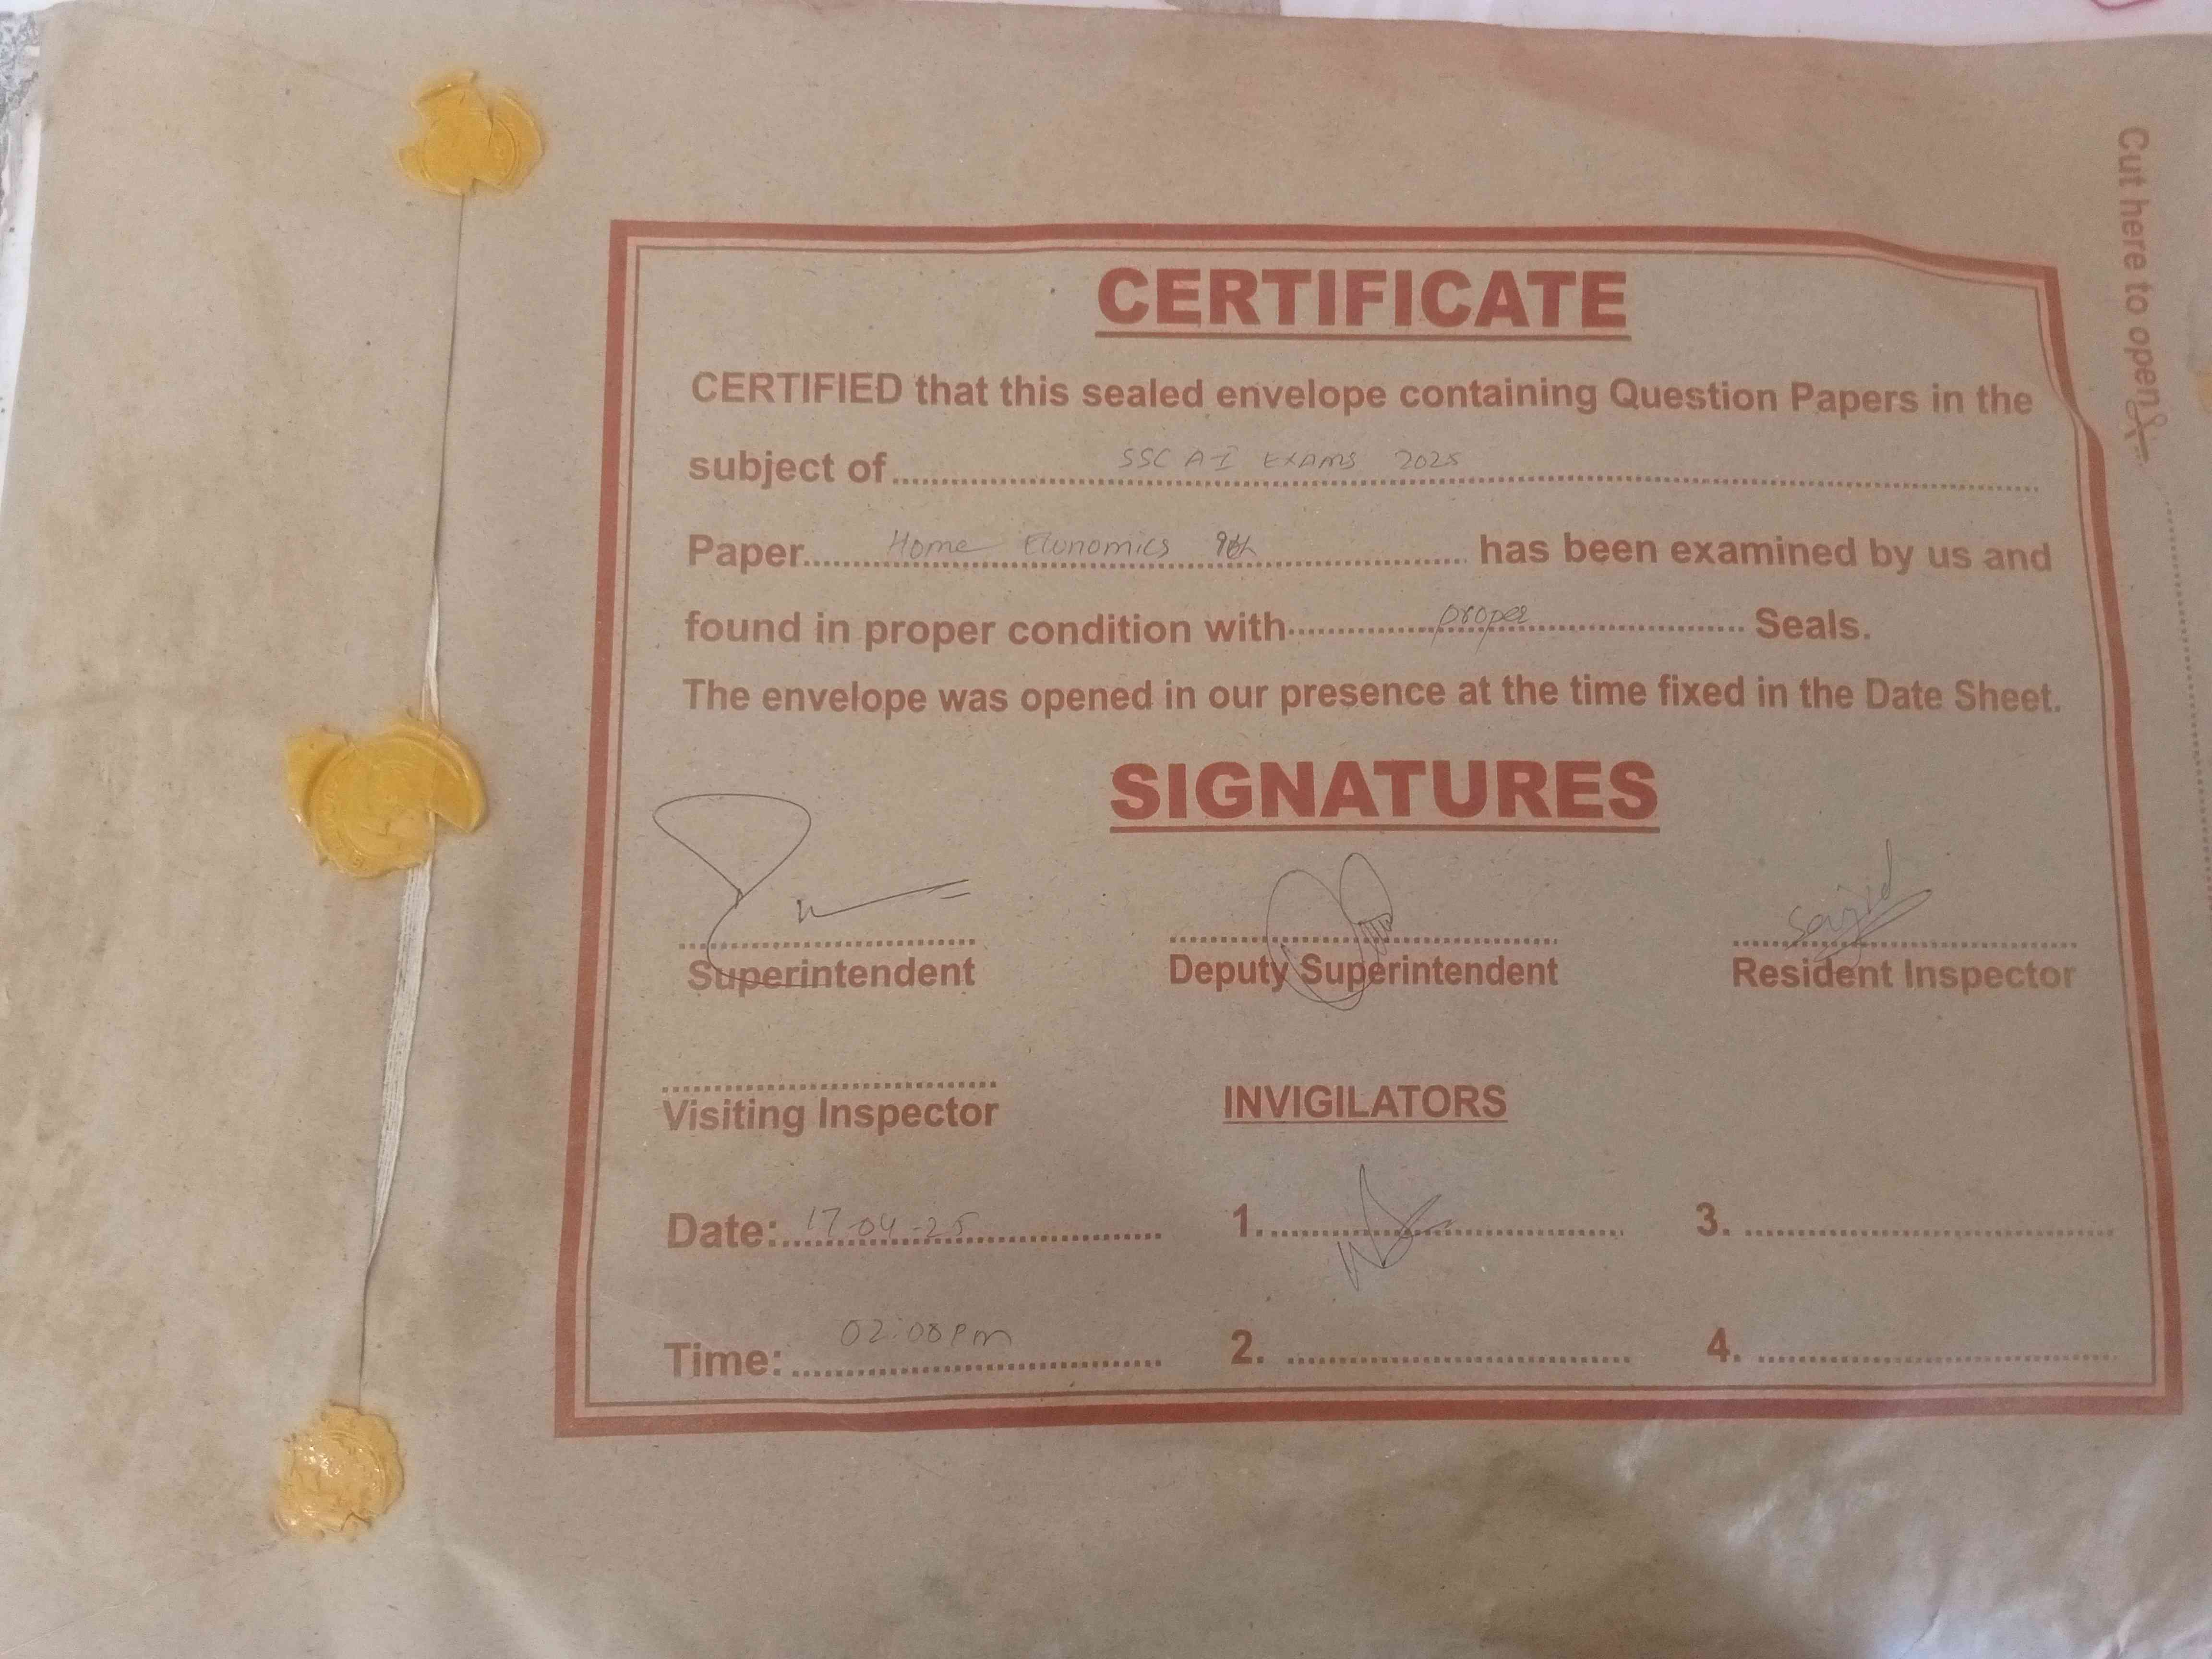 Cut here to open
CERTIFICATE
CERTIFIED that this sealed envelope containing Question Papers in the
subject of SSC A-I EXAMS 2025
Paper Home Economics 9th has been examined by us and
found in proper condition with proper Seals.
The envelope was opened in our presence at the time fixed in the Date Sheet.
SIGNATURES
Sajid
Superintendent Deputy Superintendent Resident Inspector
Visiting Inspector INVIGILATORS
Date: 17-04-25 1. 3.
Time: 02:00 Pm 2. 4.